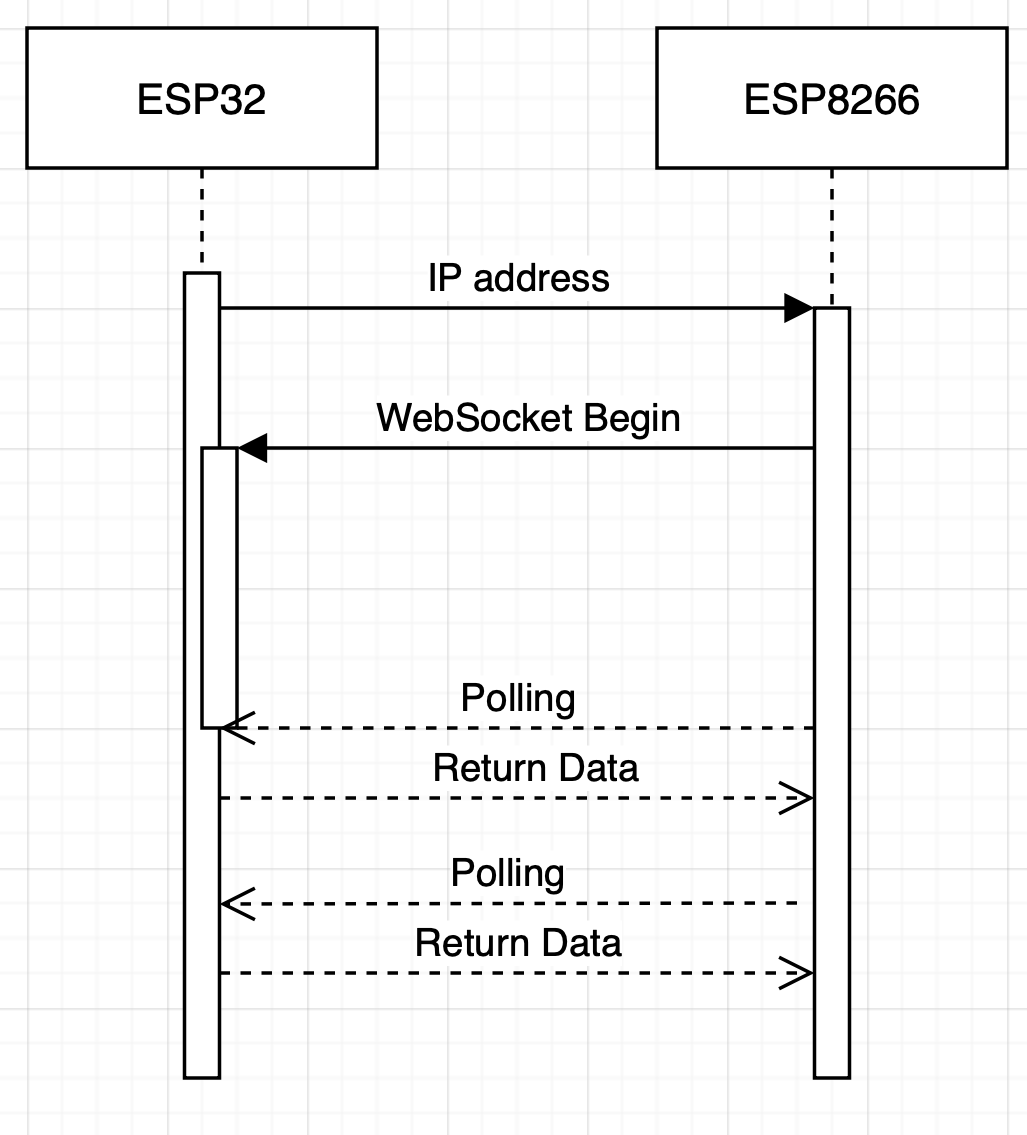 ESP32
ESP8266
IP address
WebSocket Begin
Polling
Return Data
Polling
Return Data